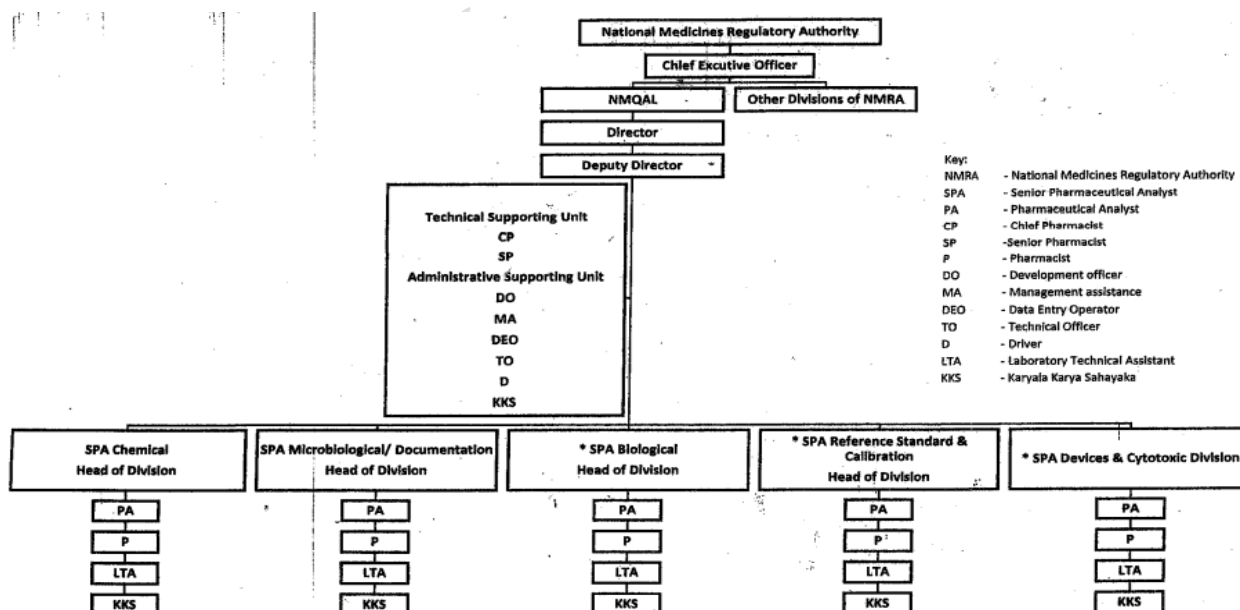 National Medicines Regulatory Authority
Chief Excutive Officer
NMQAL
Other Divisions of NMRA
Director
Deputy Director
Technical Supporting Unit
CP
SP
Administrative Supporting Unit
DO
MA
DEO
TO
D
KKS
Key:
NMRA - National Medicines Regulatory Authority
SPA - Senior Pharmaceutical Analyst
PA - Pharmaceutical Analyst
CP - Chief Pharmacist
SP -Senior Pharmacist
P - Pharmacist
DO - Development officer
MA - Management assistance
DEO - Data Entry Operator
TO - Technical Officer
D - Driver
LTA - Laboratory Technical Assistant
KKS - Karyala Karya Sahayaka
SPA Chemical
Head of Division
PA
P
LTA
KKS
SPA Microbiological/ Documentation
Head of Division
PA
P
LTA
KKS
* SPA Biological
Head of Division
PA
P
LTA
KKS
* SPA Reference Standard &
Calibration
Head of Division
PA
P
LTA
KKS
* SPA Devices & Cytotoxic Division
PA
P
LTA
KKS